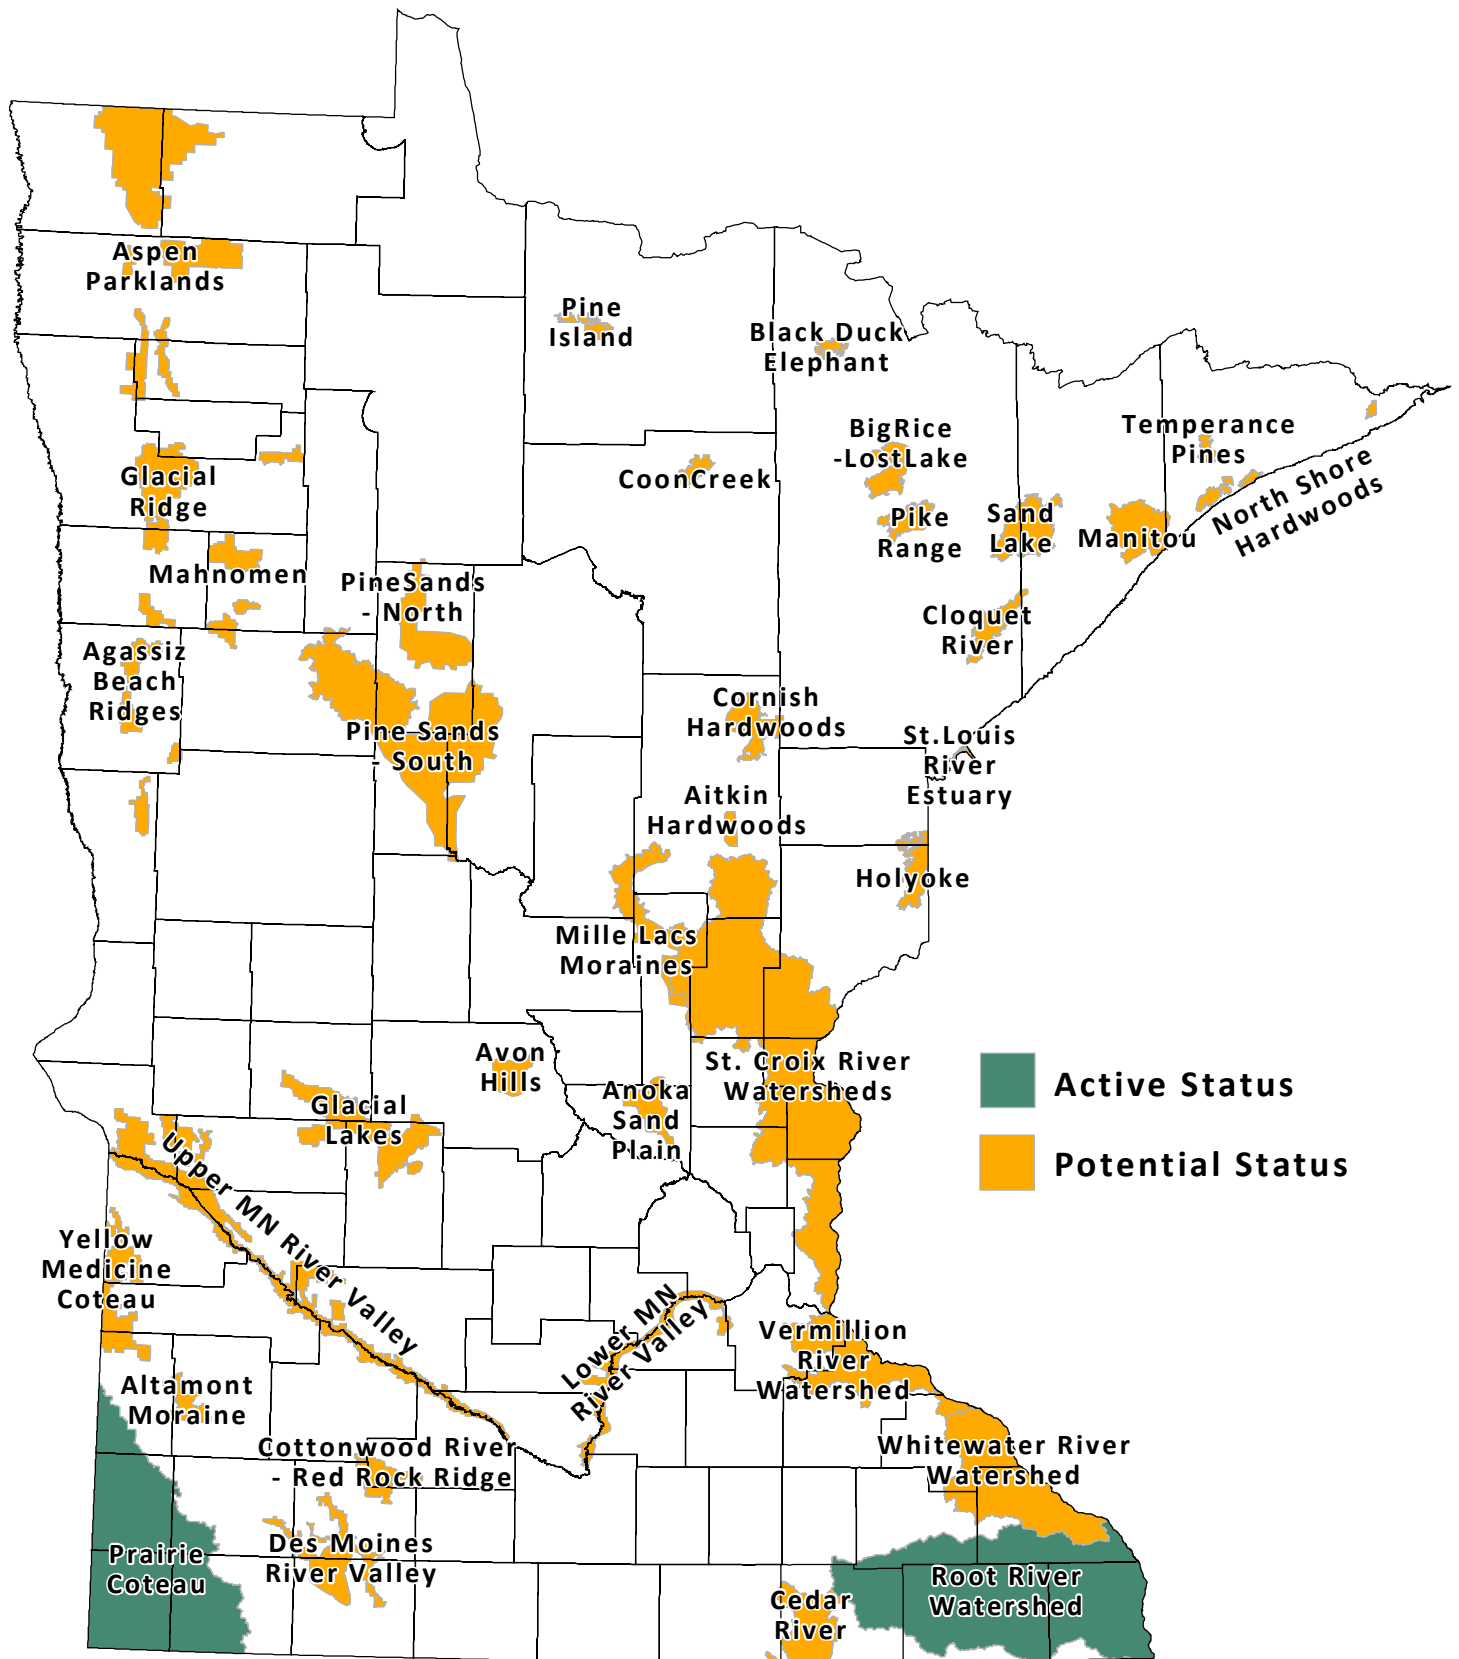 Aspen
Parklands
Pine
Island
Black Duck
Elephant
Temperance
Pines
BigRice
-LostLake
CoonCreek
Glacial
Ridge
North Shore
Hardwoods
Pike
Range
Sand
Lake
Manitou
Mahnomen
PineSands
- North
Cloquet
River
Agassiz
Beach
Ridges
Cornish
Hardwoods
Pine Sands
- South
St.Louis
River
Estuary
Aitkin
Hardwoods
Holyoke
Mille Lacs
Moraines
Avon
Hills
St. Croix River
Watersheds
Active Status
Anoka
Sand
Plain
Glacial
Lakes
Potential Status
Upper MN River Valley
Yellow
Medicine
Coteau
Lower MN
River Valley
Vermillion
River
Watershed
Altamont
Moraine
Cottonwood River
- Red Rock Ridge
Whitewater River
Watershed
Des Moines
River Valley
Prairie
Coteau
Root River
Watershed
Cedar
River